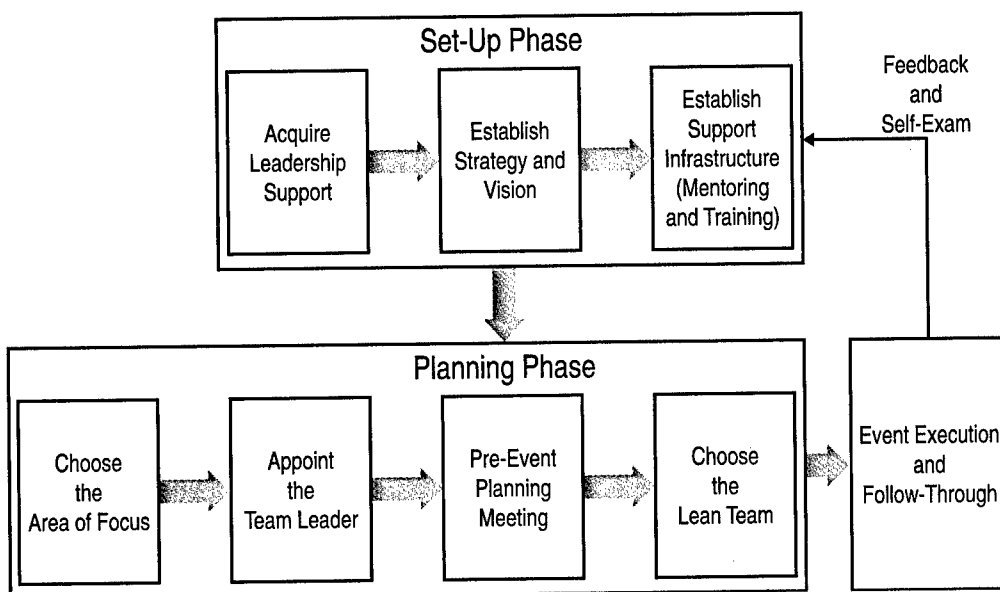 Set-Up Phase
Acquire
Leadership
Support
Establish
Strategy and
Vision
Establish
Support
Infrastructure
(Mentoring
and Training)
Feedback
and
Self-Exam
Planning Phase
Choose
the
Area of Focus
Appoint
the
Team Leader
Pre-Event
Planning
Meeting
Choose
the
Lean Team
Event Execution
and
Follow-Through